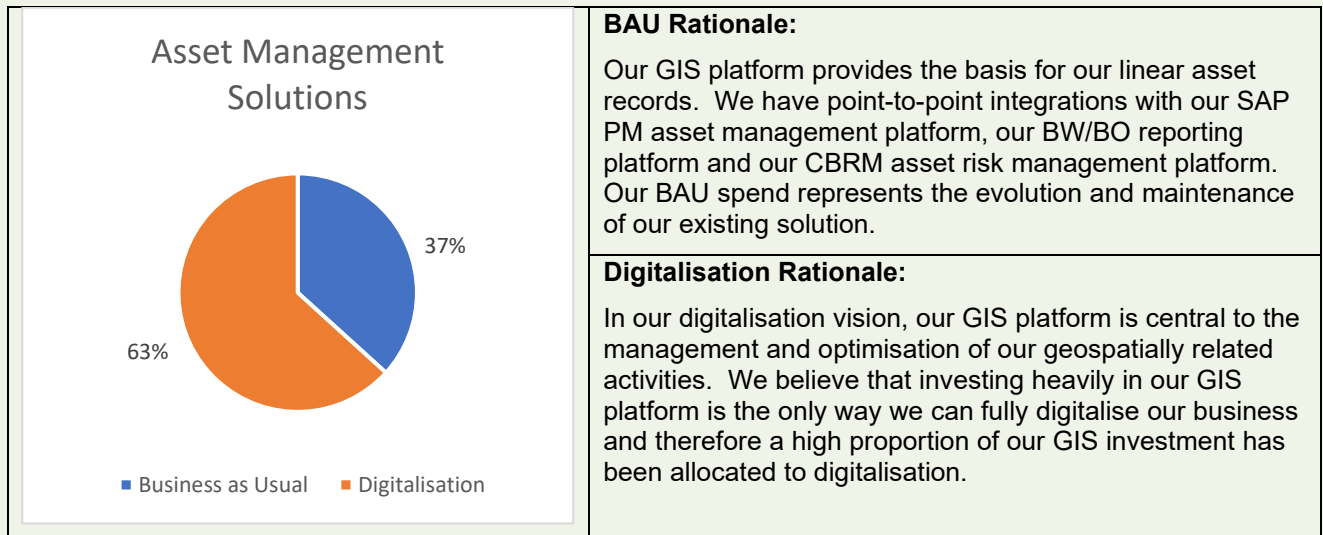 Asset Management
Solutions
37%
63%
Business as Usual
Digitalisation
BAU Rationale:
Our GIS platform provides the basis for our linear asset
records.  We have point-to-point integrations with our SAP
PM asset management platform, our BW/BO reporting
platform and our CBRM asset risk management platform.
Our BAU spend represents the evolution and maintenance
of our existing solution.
Digitalisation Rationale:
In our digitalisation vision, our GIS platform is central to the
management and optimisation of our geospatially related
activities.  We believe that investing heavily in our GIS
platform is the only way we can fully digitalise our business
and therefore a high proportion of our GIS investment has
been allocated to digitalisation.